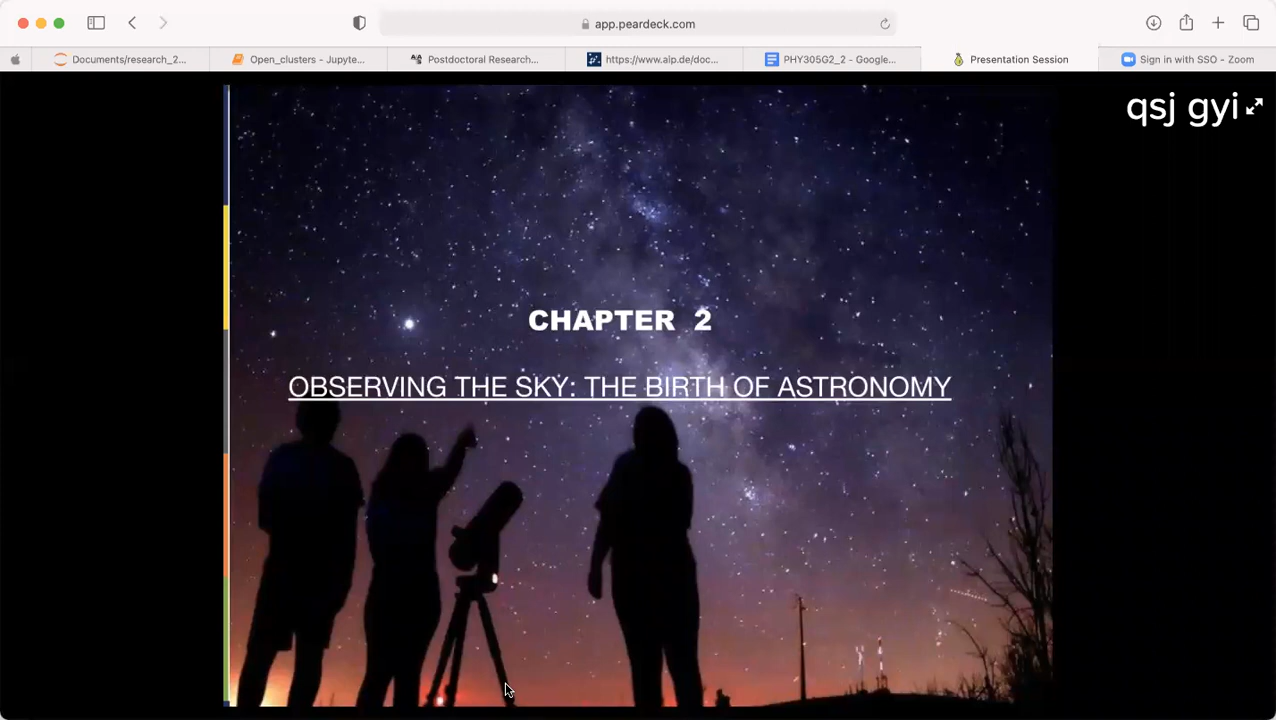 app.peardeck.com
Documents/research_2...
Open_clusters - Jupyte...
Postdoctoral Research...
https://www.aip.de/doc...
PHY305G2_2 - Google...
Presentation Session
Sign in with SSO - Zoom
qsj gyi
CHAPTER 2
OBSERVING THE SKY: THE BIRTH OF ASTRONOMY